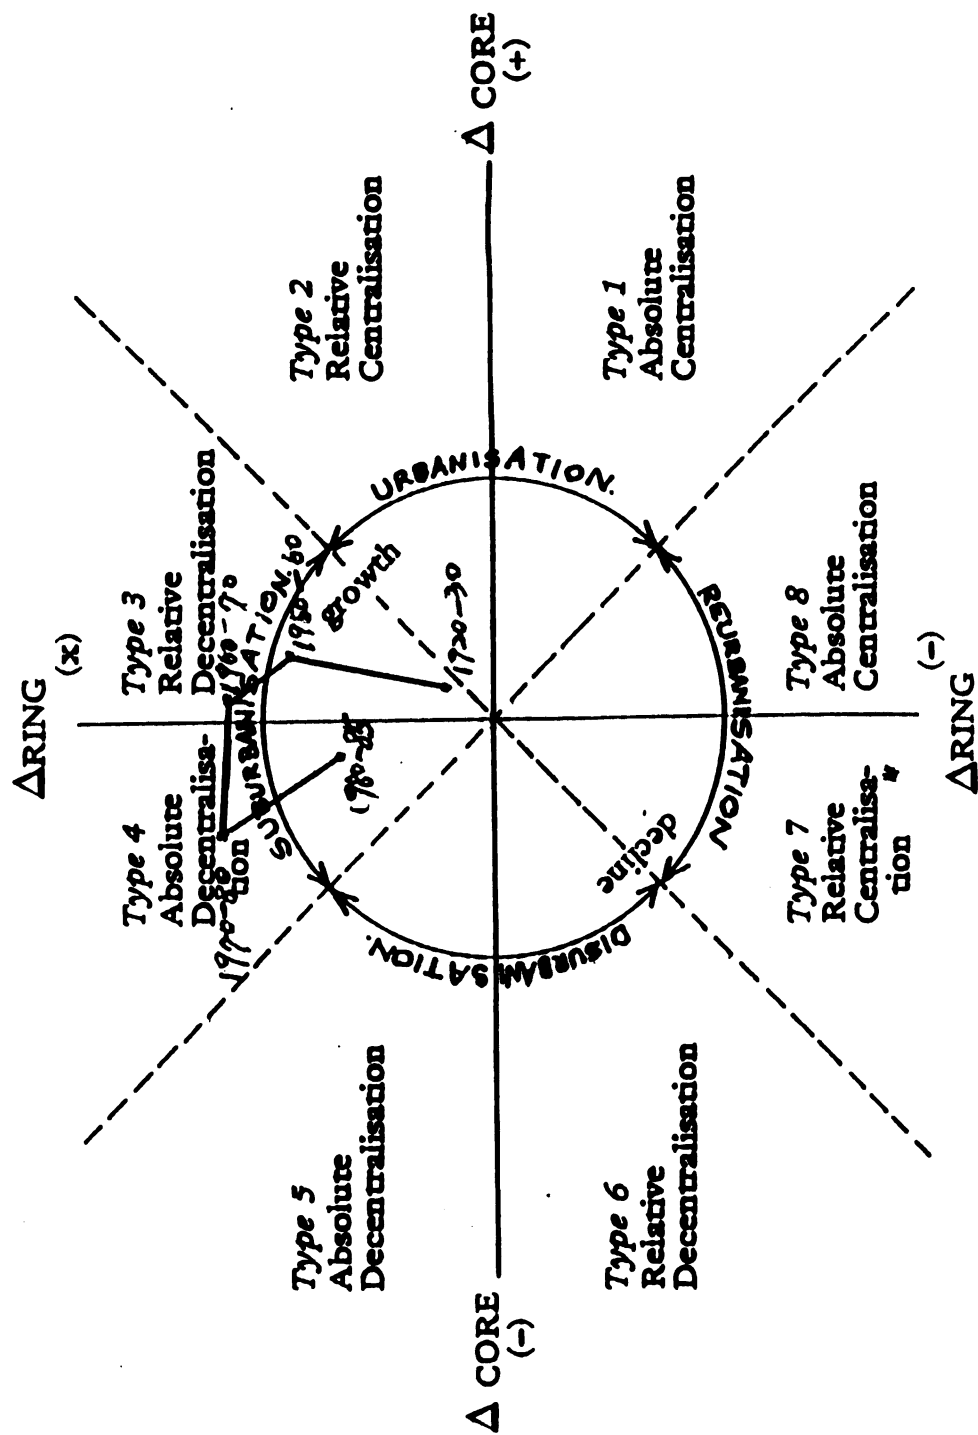 ΔRING
(x)
Type 4
Absolute
Decentralisa-
tion
Type 3
Relative
Decentralisation
1970-80
1960-70
SUBURBANISATION.
1950-60
1980-85
growth
1920-30
Type 5
Absolute
Decentralisation
Type 2
Relative
Centralisation
URBANISATION.
Δ CORE
(-)
Δ CORE
(+)
DISURBANISATION.
decline
REURBANISATION
Type 6
Relative
Decentralisation
Type 1
Absolute
Centralisation
Type 7
Relative
Centralisa-
tion
Type 8
Absolute
Centralisation
(-)
ΔRING